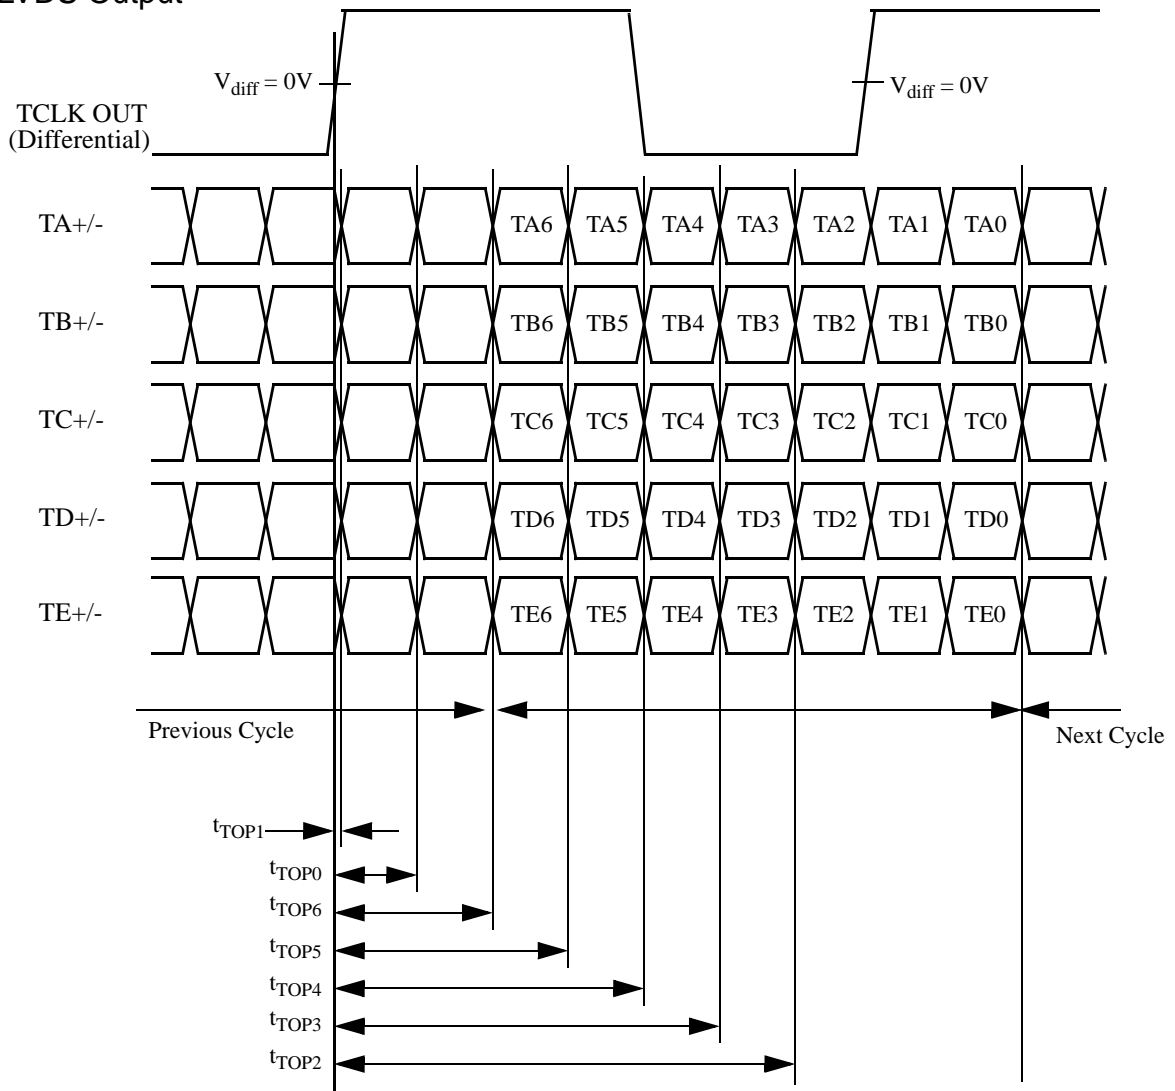 LVDS Output
V_diff = 0V
V_diff = 0V
TCLK OUT
(Differential)
TA+/- TA6 TA5 TA4 TA3 TA2 TA1 TA0
TB+/- TB6 TB5 TB4 TB3 TB2 TB1 TB0
TC+/- TC6 TC5 TC4 TC3 TC2 TC1 TC0
TD+/- TD6 TD5 TD4 TD3 TD2 TD1 TD0
TE+/- TE6 TE5 TE4 TE3 TE2 TE1 TE0
Previous Cycle
Next Cycle
t_TOP1
t_TOP0
t_TOP6
t_TOP5
t_TOP4
t_TOP3
t_TOP2